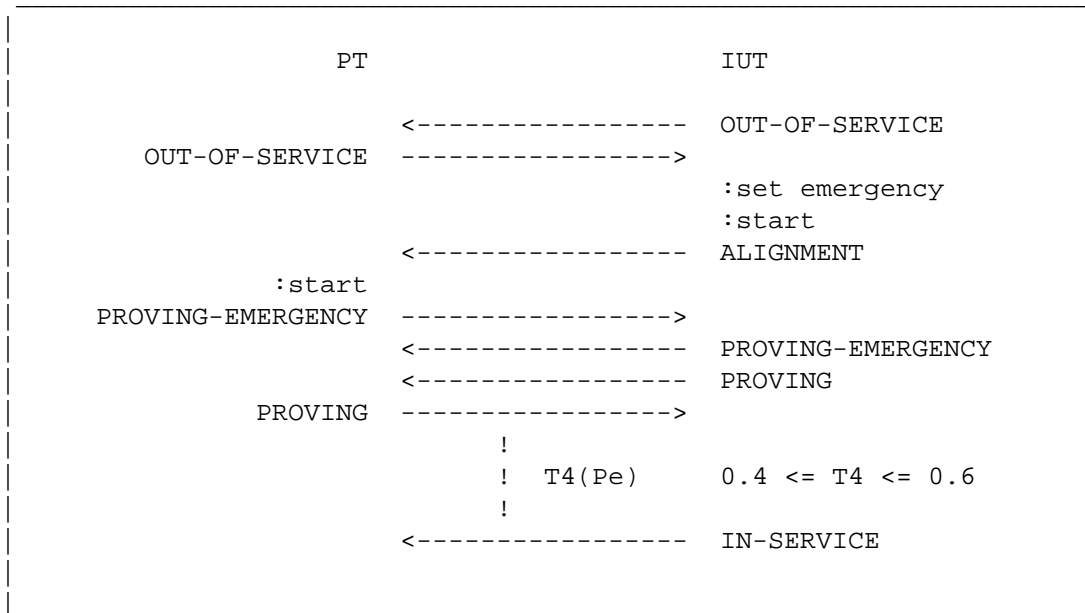 PT IUT
<----------------- OUT-OF-SERVICE
OUT-OF-SERVICE ----------------->
:set emergency
:start
<----------------- ALIGNMENT
:start
PROVING-EMERGENCY ----------------->
<----------------- PROVING-EMERGENCY
<----------------- PROVING
PROVING ----------------->
!
! T4(Pe) 0.4 <= T4 <= 0.6
!
<----------------- IN-SERVICE